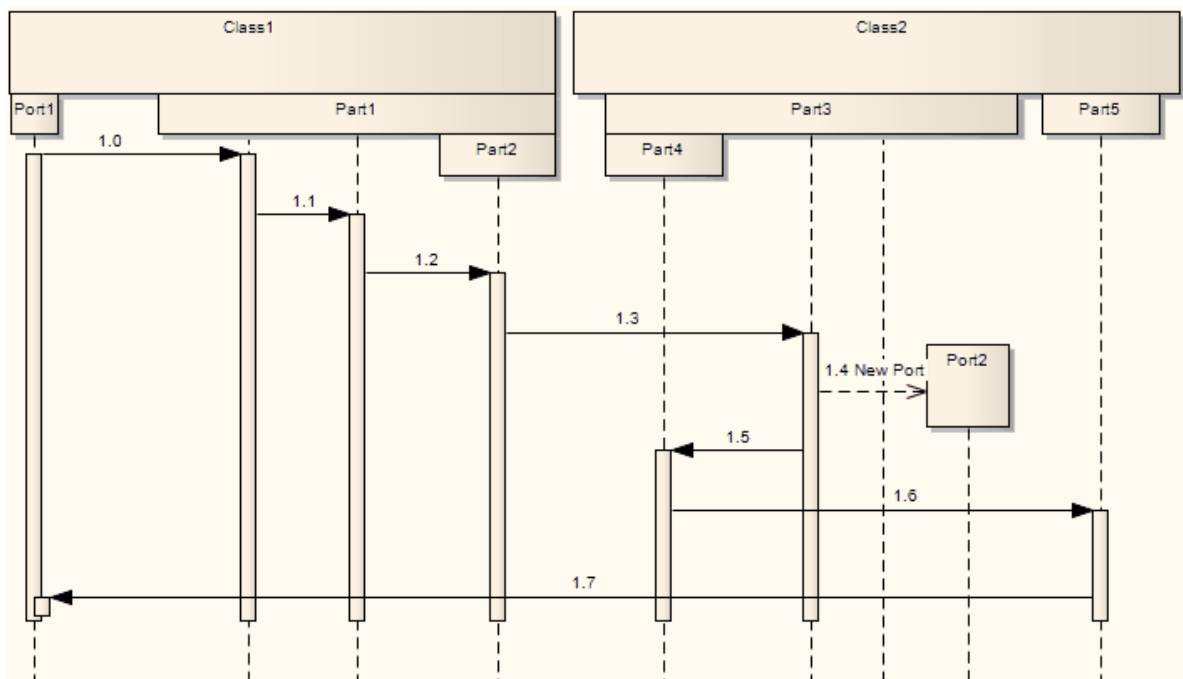 Class1
Class2
Port1
Part1
Part3
Part5
Part2
Part4
1.0
1.1
1.2
1.3
1.4 New Port
Port2
1.5
1.6
1.7